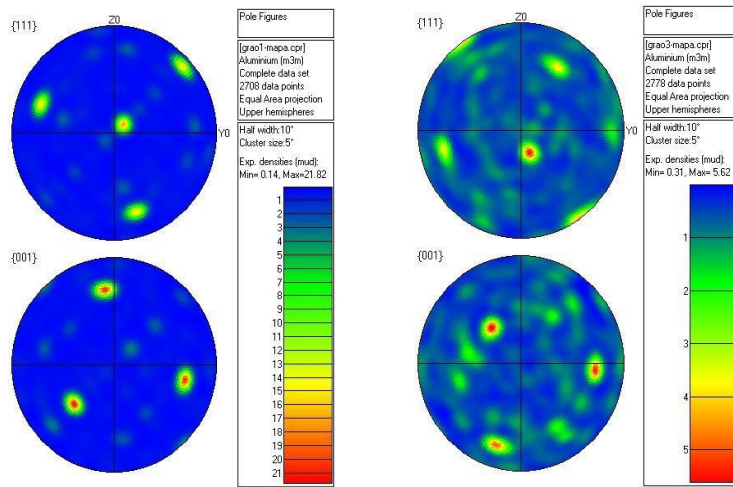 {111}
Z0
Y0
{001}
Pole Figures
[grao1-mapa.cpr]
Aluminium (m3m)
Complete data set
2708 data points
Equal Area projection
Upper hemispheres
Half width:10°
Cluster size:5°
Exp. densities (mud):
Min= 0.14, Max=21.82
1
2
3
4
5
6
7
8
9
10
11
12
13
14
15
16
17
18
19
20
21
{111}
Z0
Y0
{001}
Pole Figures
[grao3-mapa.cpr]
Aluminium (m3m)
Complete data set
2778 data points
Equal Area projection
Upper hemispheres
Half width:10°
Cluster size:5°
Exp. densities (mud):
Min= 0.31, Max= 5.62
1
2
3
4
5